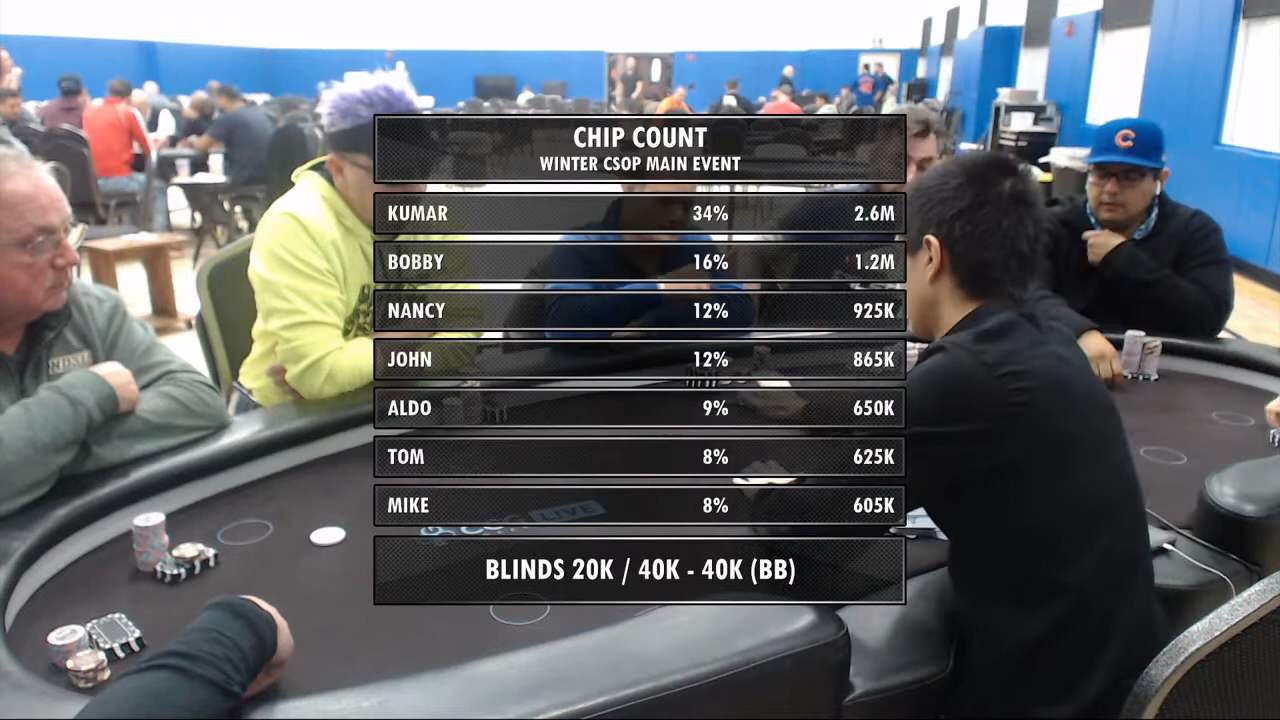 CHIP COUNT
WINTER CSOP MAIN EVENT
KUMAR 34% 2.6M
BOBBY 16% 1.2M
NANCY 12% 925K
JOHN 12% 865K
ALDO 9% 650K
TOM 8% 625K
MIKE 8% 605K
BLINDS 20K / 40K - 40K (BB)
LIVE
C